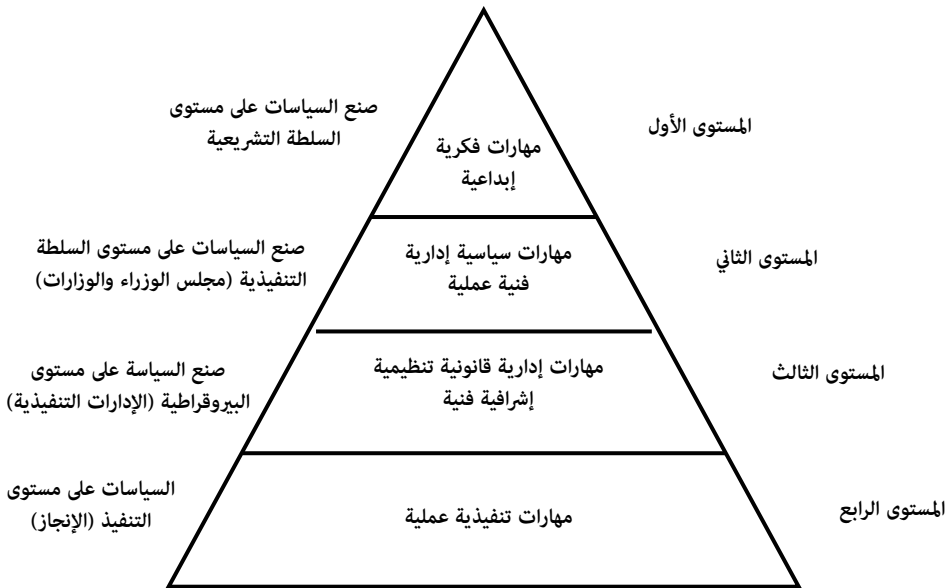 المستوى الأول
مهارات فكرية
إبداعية
صنع السياسات على مستوى
السلطة التشريعية
المستوى الثاني
مهارات سياسية إدارية
فنية عملية
صنع السياسات على مستوى السلطة
التنفيذية (مجلس الوزراء والوزارات)
المستوى الثالث
مهارات إدارية قانونية تنظيمية
إشرافية فنية
صنع السياسة على مستوى
البيروقراطية (الإدارات التنفيذية)
المستوى الرابع
مهارات تنفيذية عملية
السياسات على مستوى
التنفيذ (الإنجاز)